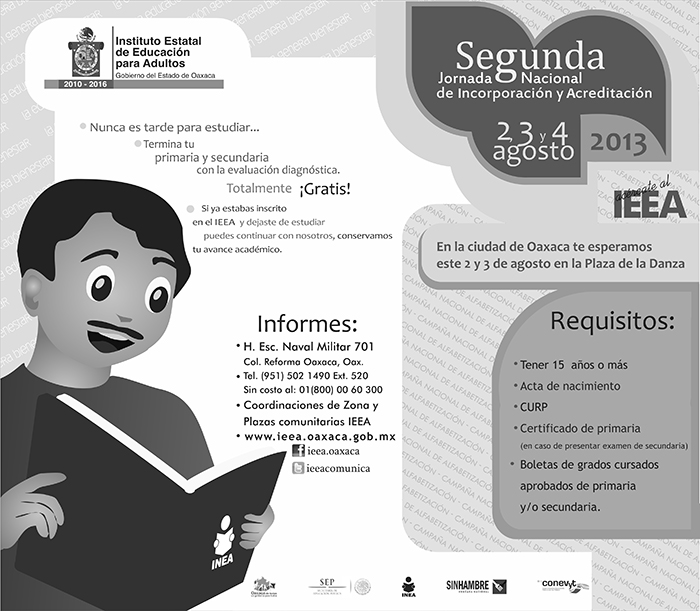 Instituto Estatal
de Educación
para Adultos
Gobierno del Estado de Oaxaca
2010 - 2016
Segunda
Jornada Nacional
de Incorporación y Acreditación
2,3 y 4
agosto
2013
acércate al
IEEA
Nunca es tarde para estudiar...
Termina tu
primaria y secundaria
con la evaluación diagnóstica.
Totalmente ¡Gratis!
Si ya estabas inscrito
en el IEEA y dejaste de estudiar
puedes continuar con nosotros, conservamos
tu avance académico.
En la ciudad de Oaxaca te esperamos
este 2 y 3 de agosto en la Plaza de la Danza
Informes:
• H. Esc. Naval Militar 701
Col. Reforma Oaxaca, Oax.
• Tel. (951) 502 1490 Ext. 520
Sin costo al: 01(800) 00 60 300
• Coordinaciones de Zona y
Plazas comunitarias IEEA
• www.ieea.oaxaca.gob.mx
ieea.oaxaca
ieeacomunica
Requisitos:
• Tener 15 años o más
• Acta de nacimiento
• CURP
• Certificado de primaria
(en caso de presentar examen de secundaria)
• Boletas de grados cursados
aprobados de primaria
y/o secundaria.
INEA
SEP
INEA
SINHAMBRE
conevyt
CAMPAÑA NACIONAL DE ALFABETIZACIÓN